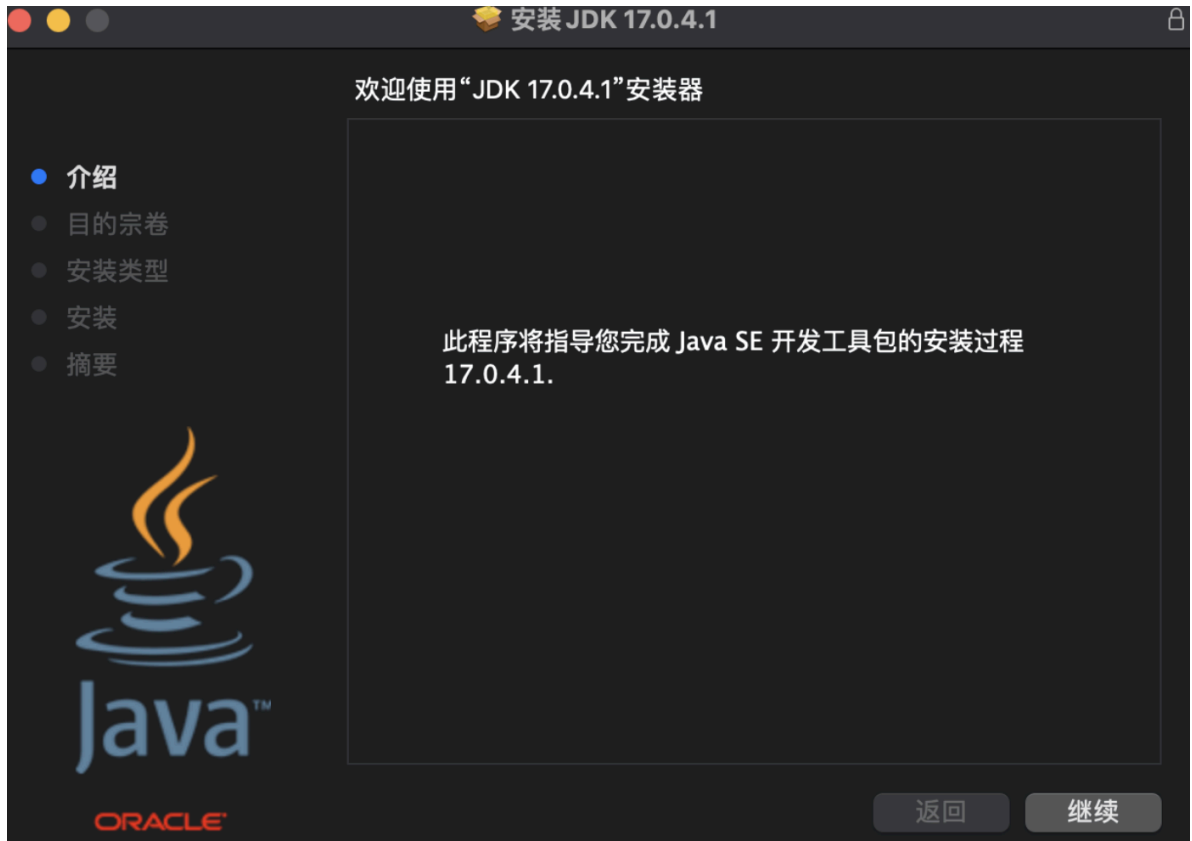 安装 JDK 17.0.4.1
欢迎使用“JDK 17.0.4.1”安装器
介绍
目的宗卷
安装类型
安装
摘要
此程序将指导您完成 Java SE 开发工具包的安装过程
17.0.4.1.
Java™
ORACLE
返回
继续